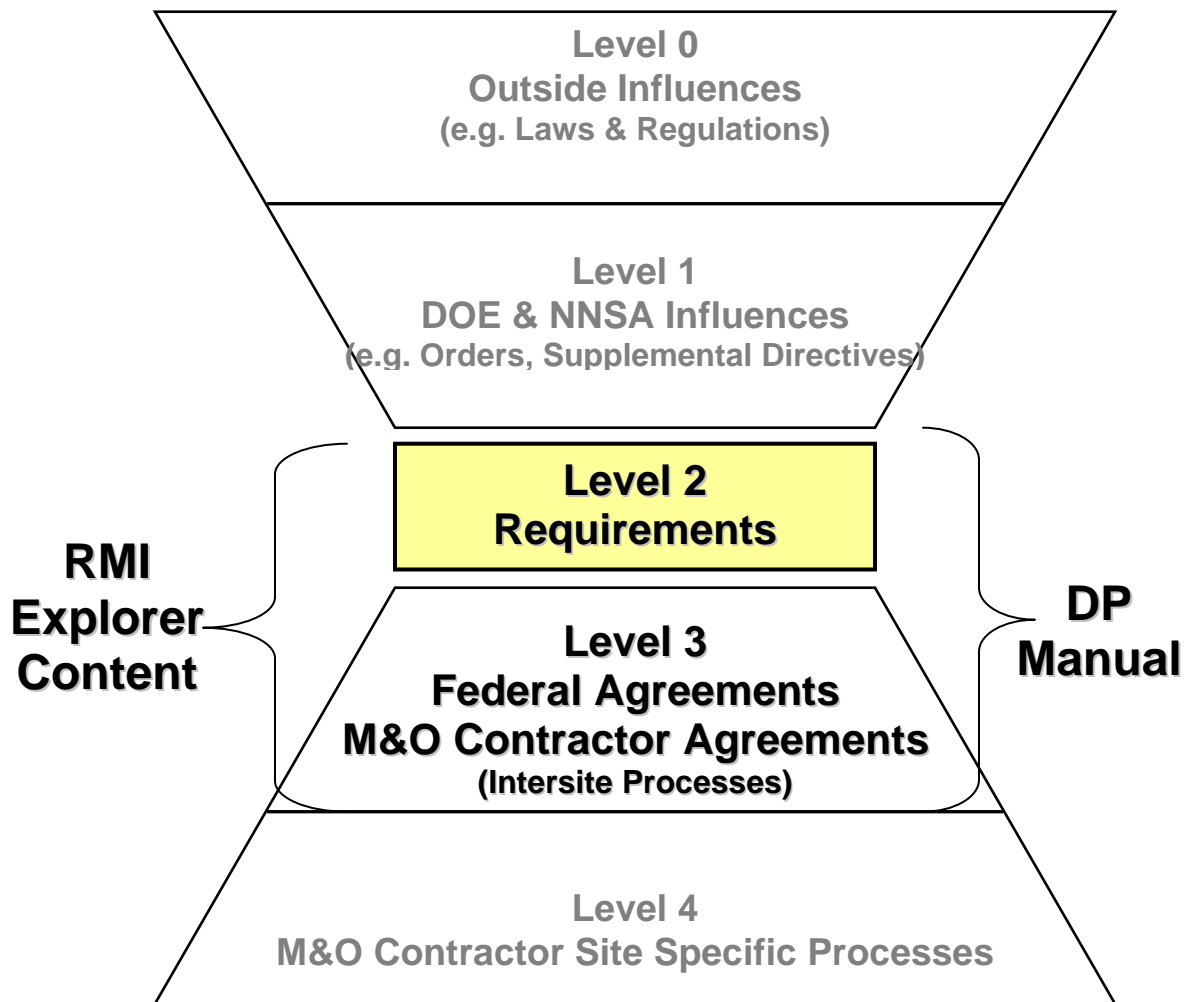 Level 0
Outside Influences
(e.g. Laws & Regulations)
Level 1
DOE & NNSA Influences
(e.g. Orders, Supplemental Directives)
Level 2
Requirements
RMI
Explorer
Content
DP
Manual
Level 3
Federal Agreements
M&O Contractor Agreements
(Intersite Processes)
Level 4
M&O Contractor Site Specific Processes